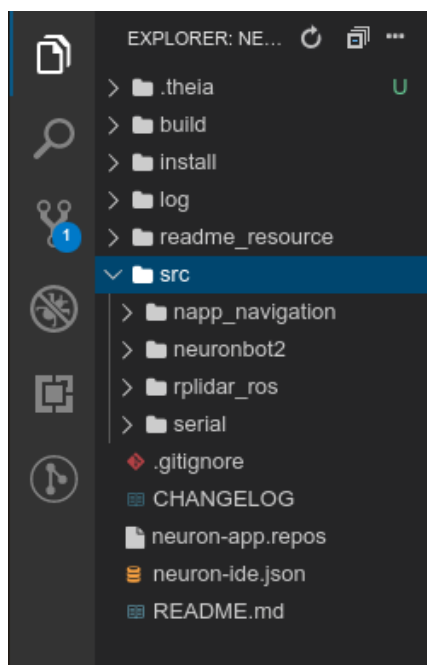 EXPLORER: NE...
.theia U
build
install
log
readme_resource
1
src
napp_navigation
neuronbot2
rplidar_ros
serial
.gitignore
CHANGELOG
neuron-app.repos
neuron-ide.json
README.md